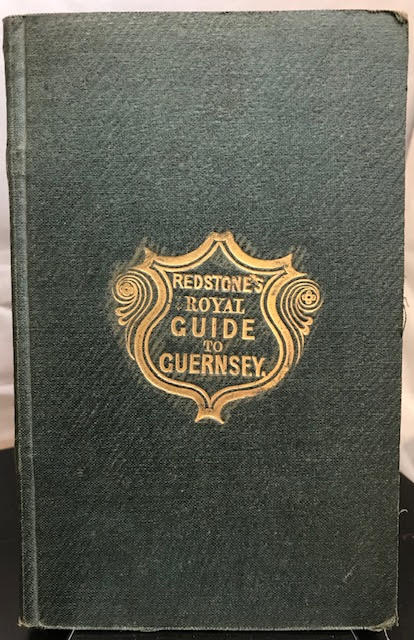 REDSTONE'S
ROYAL
GUIDE
TO
GUERNSEY.